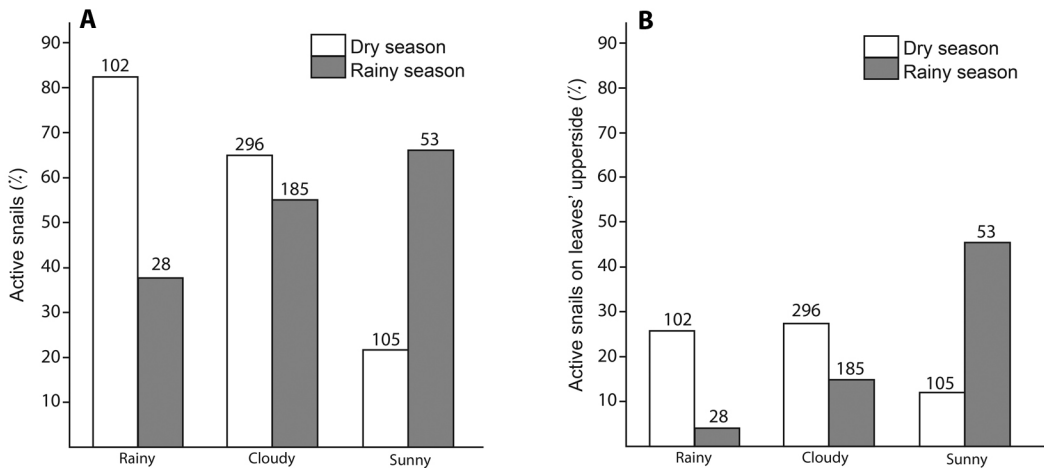 A
Active snails (%)
90
80
70
60
50
40
30
20
10
Dry season
Rainy season
102
28
296
185
105
53
Rainy
Cloudy
Sunny
B
Active snails on leaves' upperside (%)
90
80
70
60
50
40
30
20
10
Dry season
Rainy season
102
28
296
185
105
53
Rainy
Cloudy
Sunny